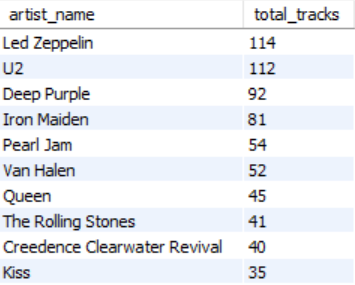 artist_name total_tracks
Led Zeppelin 114
U2 112
Deep Purple 92
Iron Maiden 81
Pearl Jam 54
Van Halen 52
Queen 45
The Rolling Stones 41
Creedence Clearwater Revival 40
Kiss 35